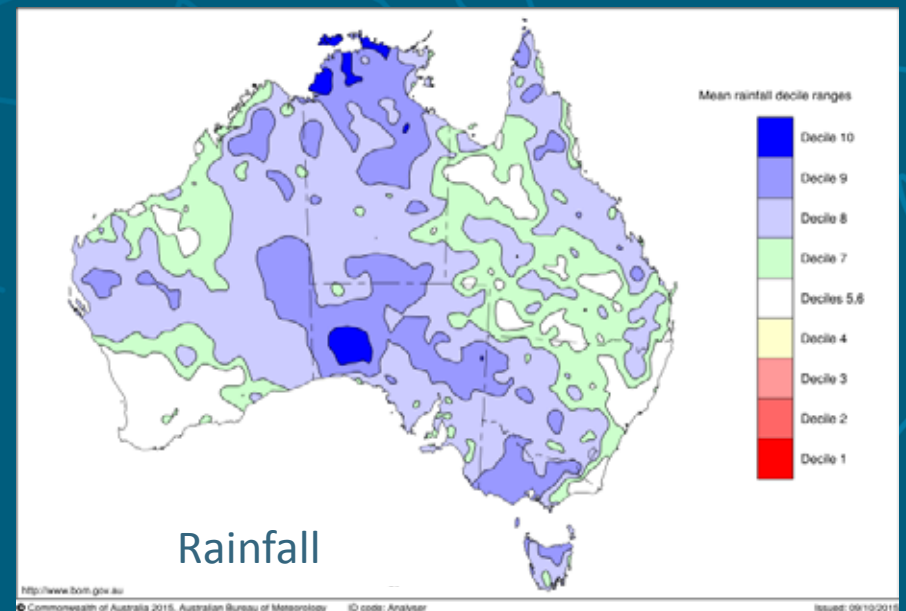 Mean rainfall decile ranges
Decile 10
Decile 9
Decile 8
Decile 7
Deciles 5,6
Decile 4
Decile 3
Decile 2
Decile 1
Rainfall
http://www.bom.gov.au
© Commonwealth of Australia 2015, Australian Bureau of Meteorology ID code: Analyser Issued: 09/10/2015